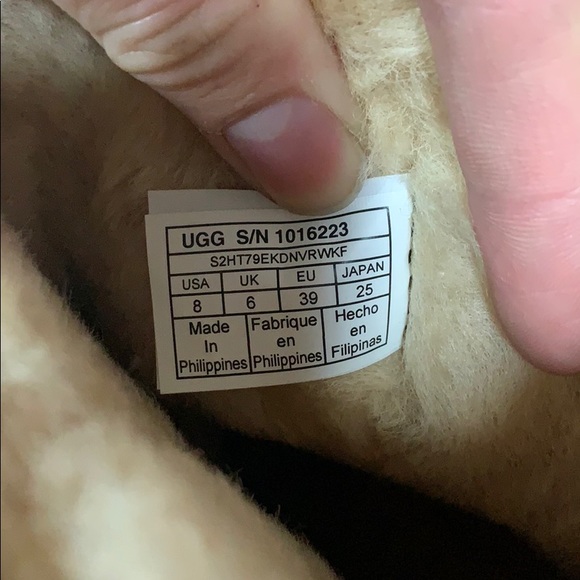 UGG S/N 1016223
S2HT79EKDNVRWKF
USA UK EU JAPAN
8 6 39 25
Made Fabrique Hecho
In en en
Philippines Philippines Filipinas